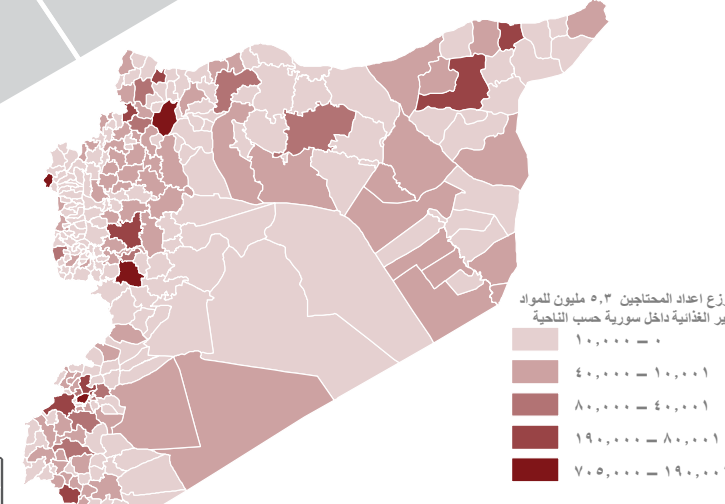 وزع اعداد المحتاجين ٥,٣ مليون للمواد
ير الغذائية داخل سورية حسب الناحية
٠ – ١٠,٠٠٠
١٠,٠٠١ – ٤٠,٠٠٠
٤٠,٠٠١ – ٨٠,٠٠٠
٨٠,٠٠١ – ١٩٠,٠٠٠
١٩٠,٠٠١ – ٧٠٥,٠٠٠